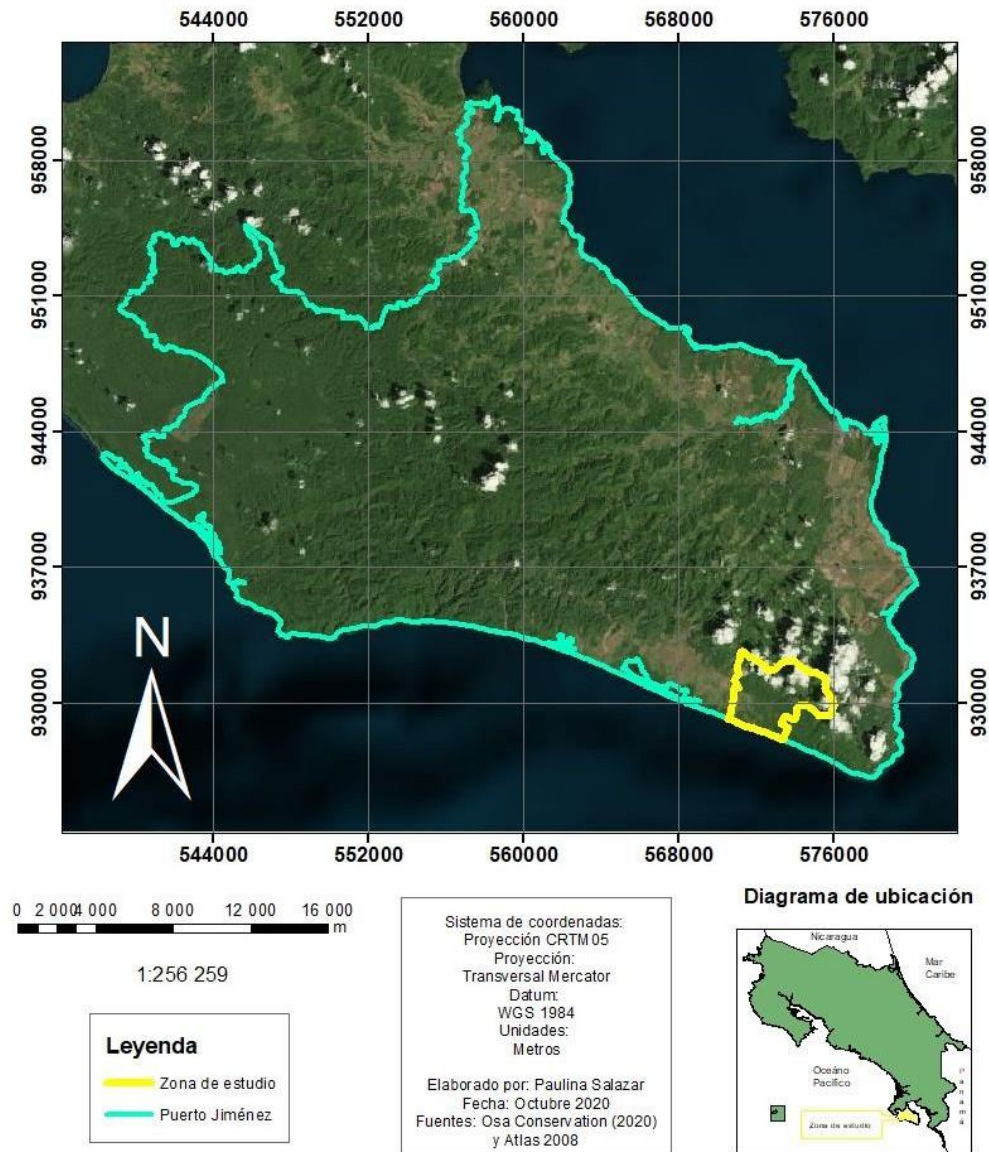 544000 552000 560000 568000 576000
958000 958000
951000 951000
944000 944000
937000 937000
930000 930000
N
544000 552000 560000 568000 576000
0 2 000 4 000 8 000 12 000 16 000
m
1:256 259
Leyenda
Zona de estudio
Puerto Jiménez
Sistema de coordenadas:
Proyección CRTM05
Proyección:
Transversal Mercator
Datum:
WGS 1984
Unidades:
Metros
Elaborado por: Paulina Salazar
Fecha: Octubre 2020
Fuentes: Osa Conservation (2020)
y Atlas 2008
Diagrama de ubicación
Nicaragua
Mar
Caribe
Océano
Pacífico
Panamá
Zona de estudio